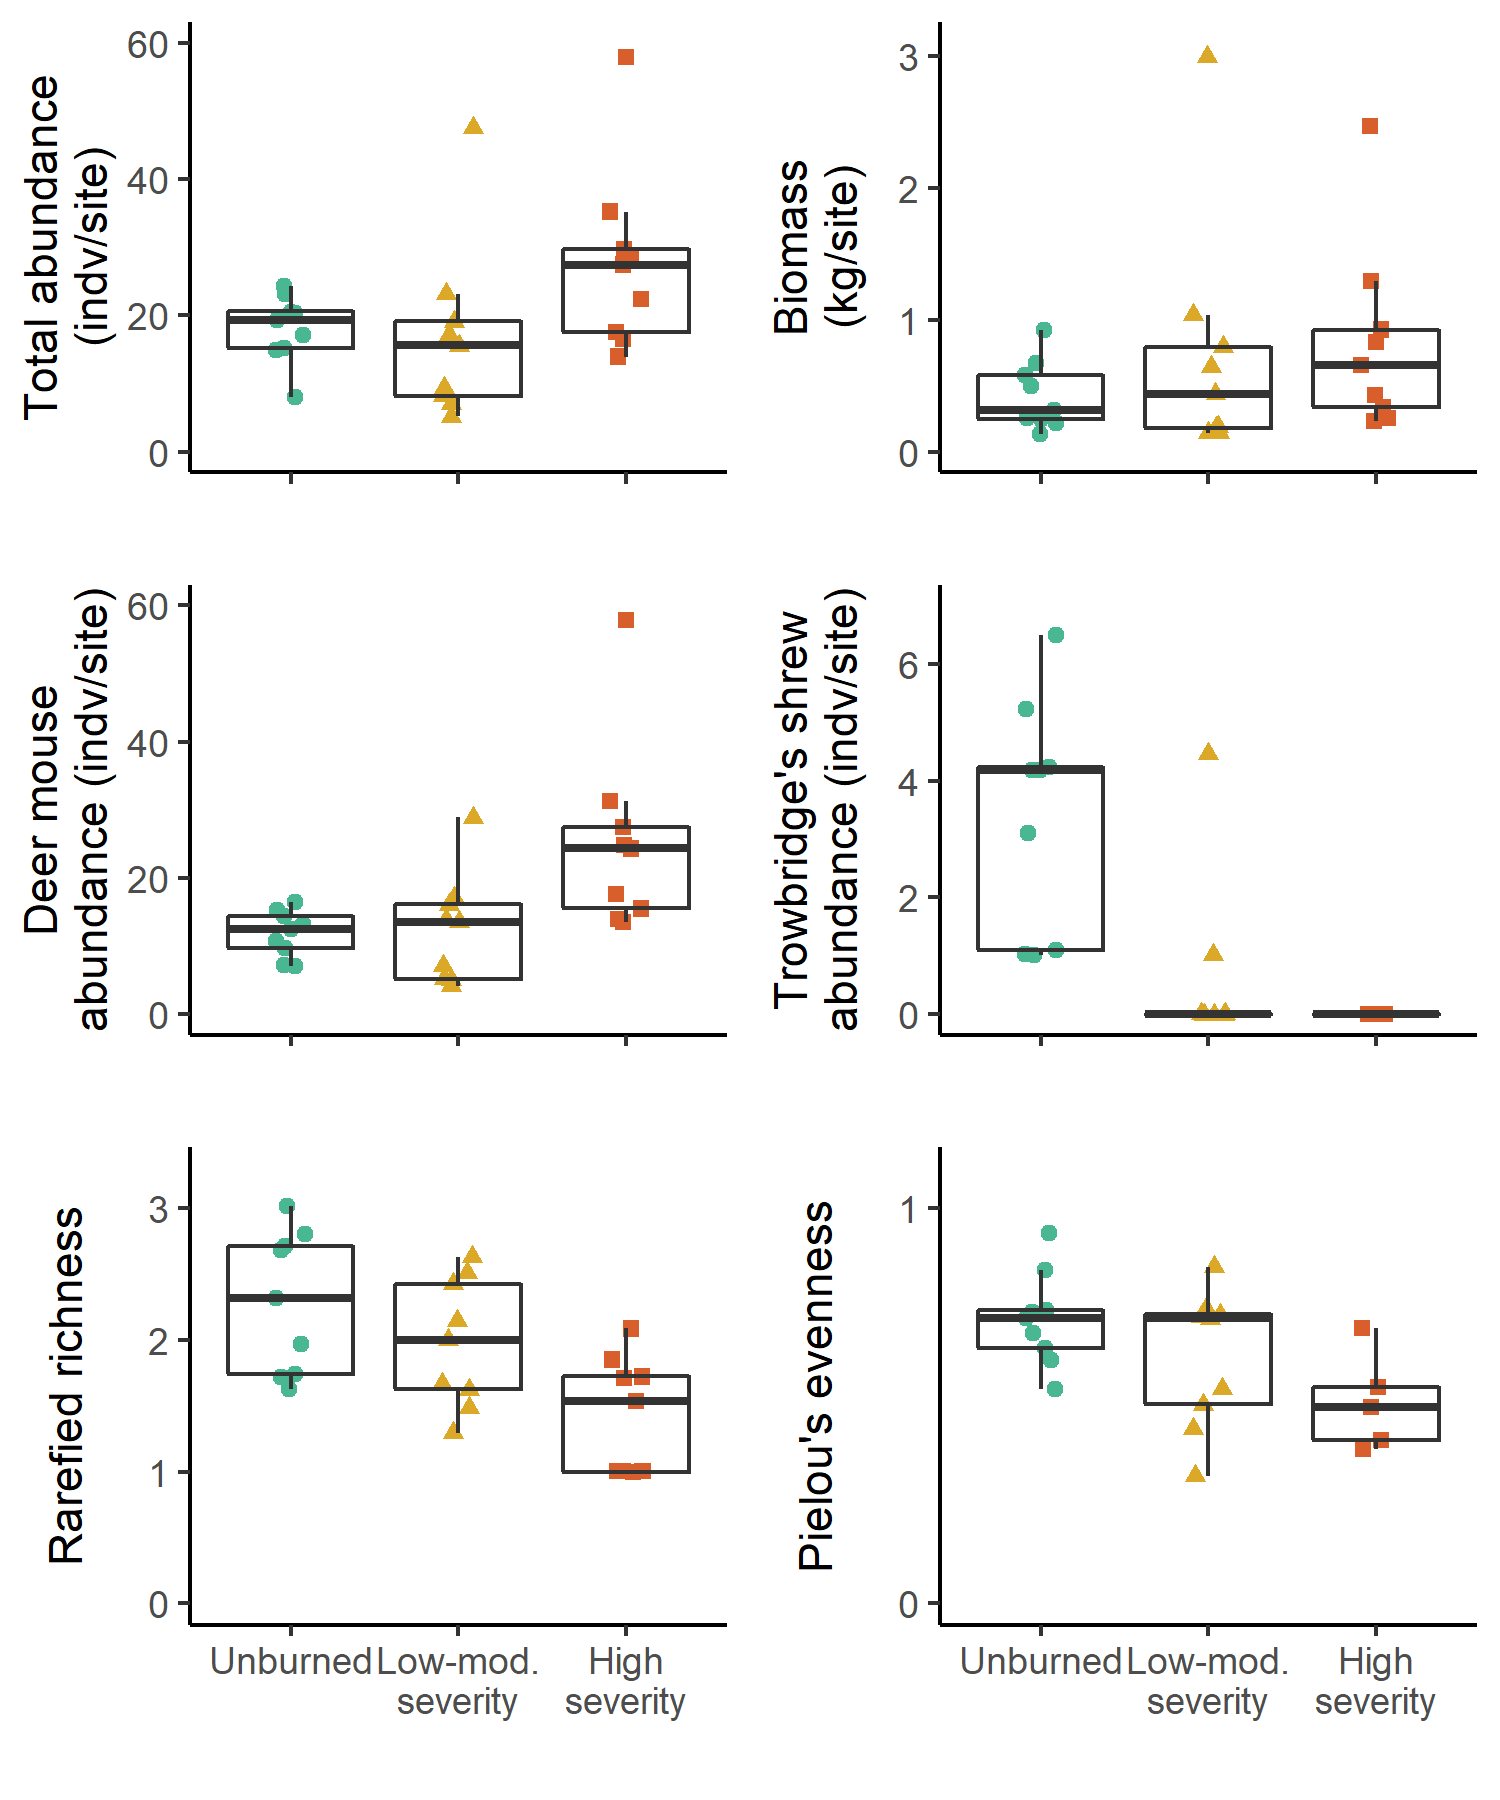 Total abundance
(indv/site)
60
40
20
0
Biomass
(kg/site)
3
2
1
0
Deer mouse
abundance (indv/site)
60
40
20
0
Trowbridge's shrew
abundance (indv/site)
6
4
2
0
Rarefied richness
3
2
1
0
Unburned Low-mod. severity High severity
Pielou's evenness
1
0
Unburned Low-mod. severity High severity